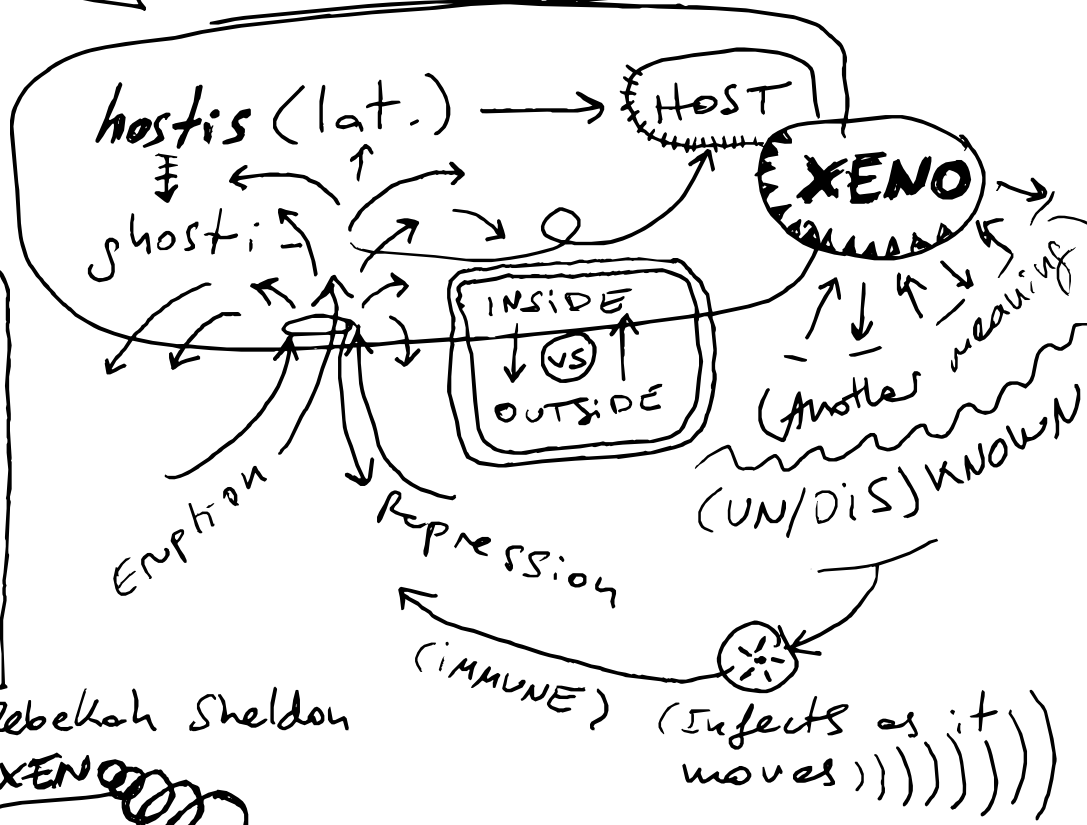 hostis (lat.)
HOST
XENO
ghosti-
INSIDE
VS
OUTSIDE
(Another meaning
(UN/DIS) KNOWN
Eruption
Repression
(IMMUNE)
Rebekah Sheldon
(Infects as it
moves )))))))
XENO